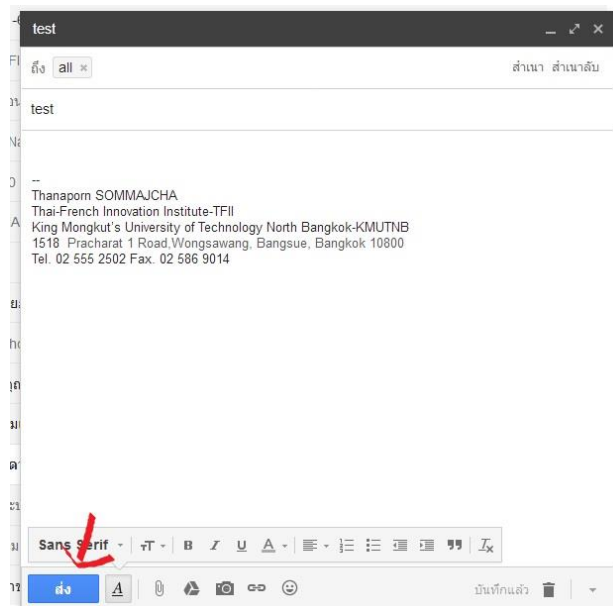 test
ถึง all ×
สำเนา สำเนาลับ
test
--
Thanaporn SOMMAJCHA
Thai-French Innovation Institute-TFII
King Mongkut's University of Technology North Bangkok-KMUTNB
1518 Pracharat 1 Road,Wongsawang, Bangsue, Bangkok 10800
Tel. 02 555 2502 Fax. 02 586 9014
Sans Serif
ส่ง
บันทึกแล้ว